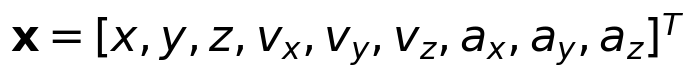 𝐱 = [x, y, z, v_x, v_y, v_z, a_x, a_y, a_z]^T